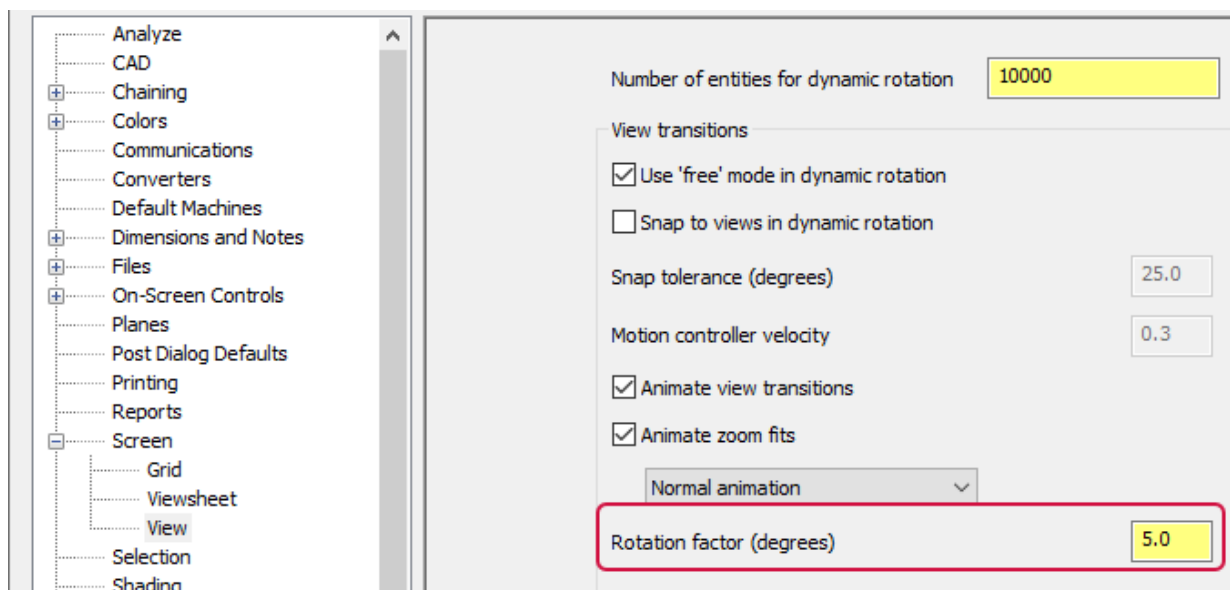 Analyze
CAD
Chaining
Colors
Communications
Converters
Default Machines
Dimensions and Notes
Files
On-Screen Controls
Planes
Post Dialog Defaults
Printing
Reports
Screen
Grid
Viewsheet
View
Selection
Shading
Number of entities for dynamic rotation 10000
View transitions
Use 'free' mode in dynamic rotation
Snap to views in dynamic rotation
Snap tolerance (degrees) 25.0
Motion controller velocity 0.3
Animate view transitions
Animate zoom fits
Normal animation
Rotation factor (degrees) 5.0